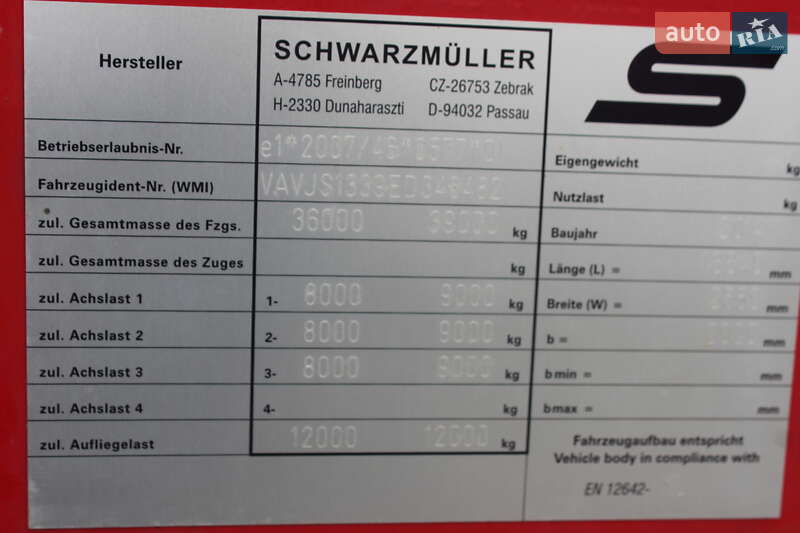 auto RIA.com
Hersteller
SCHWARZMÜLLER
A-4785 Freinberg CZ-26753 Zebrak
H-2330 Dunaharaszti D-94032 Passau
Betriebserlaubnis-Nr.
Eigengewicht kg
Fahrzeugident-Nr. (WMI)
Nutzlast kg
zul. Gesamtmasse des Fzgs. 36000 39000 kg
Baujahr
zul. Gesamtmasse des Zuges kg
Länge (L) = mm
zul. Achslast 1 1- 8000 9000 kg
Breite (W) = mm
zul. Achslast 2 2- 8000 9000 kg
b = mm
zul. Achslast 3 3- 8000 9000 kg
b min = mm
zul. Achslast 4 4- kg
b max = mm
zul. Aufliegelast 12000 12000 kg
Fahrzeugaufbau entspricht
Vehicle body in compliance with
EN 12642-